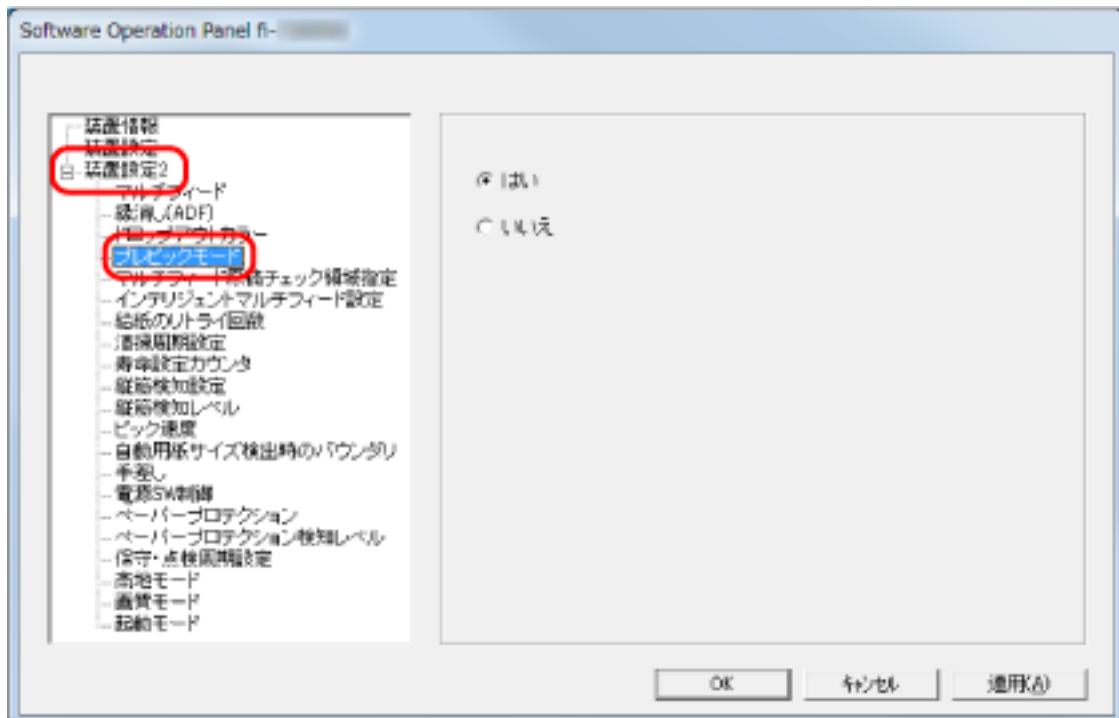 Software Operation Panel fi-
装置情報
装置設定
装置設定2
マルチフィード
縁消し(ADF)
ドロップアウトカラー
プレピックモード
マルチフィード原稿チェック領域指定
インテリジェントマルチフィード設定
給紙のリトライ回数
清掃周期設定
寿命設定カウンタ
縦筋検知設定
縦筋検知レベル
ピック速度
自動用紙サイズ検出時のバウンダリ
手差し
電源SW制御
ペーパープロテクション
ペーパープロテクション検知レベル
保守・点検周期設定
高地モード
画質モード
起動モード
はい
いいえ
OK
キャンセル
適用(A)